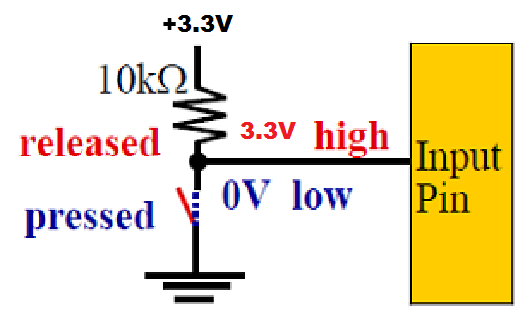 +3.3V
10kΩ
released
3.3V high
Input
Pin
pressed
0V low